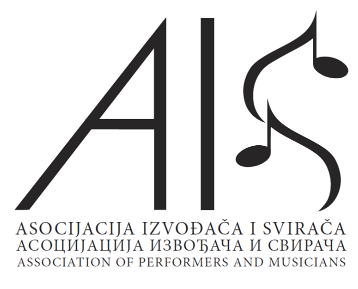 AIS
ASOCIJACIJA IZVOĐAČA I SVIRAČA
АСОЦИЈАЦИЈА ИЗВОЂАЧА И СВИРАЧА
ASSOCIATION OF PERFORMERS AND MUSICIANS